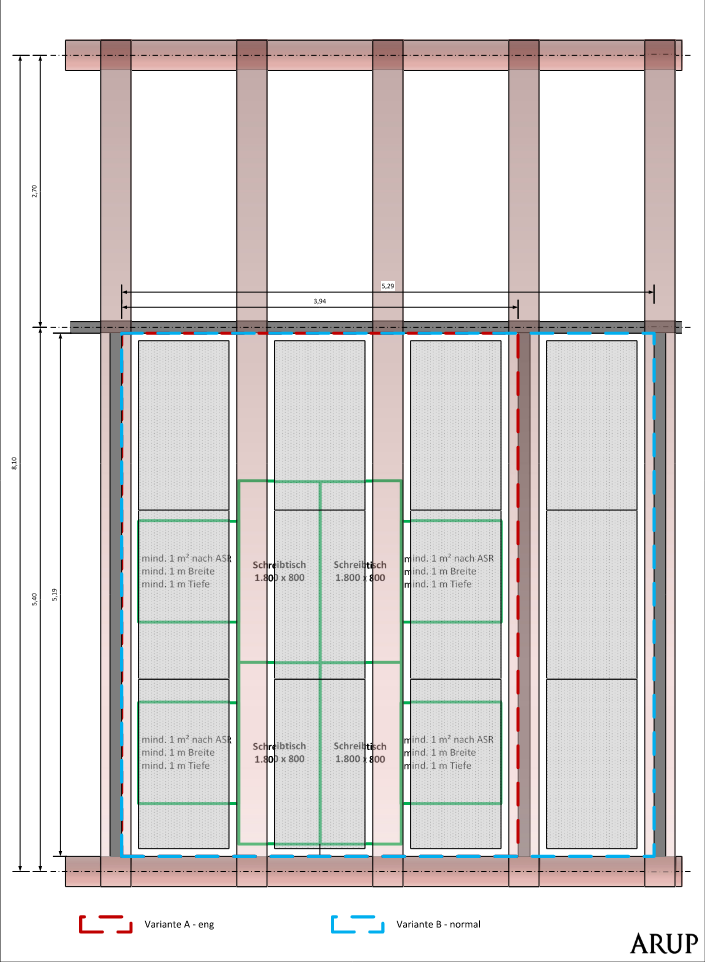 2,70
5,29
3,94
8,10
5,40
5,19
mind. 1 m² nach ASR
mind. 1 m Breite
mind. 1 m Tiefe
Schreibtisch
1.800 x 800
Schreibtisch
1.800 x 800
mind. 1 m² nach ASR
mind. 1 m Breite
mind. 1 m Tiefe
mind. 1 m² nach ASR
mind. 1 m Breite
mind. 1 m Tiefe
Schreibtisch
1.800 x 800
Schreibtisch
1.800 x 800
mind. 1 m² nach ASR
mind. 1 m Breite
mind. 1 m Tiefe
Variante A - eng
Variante B - normal
ARUP